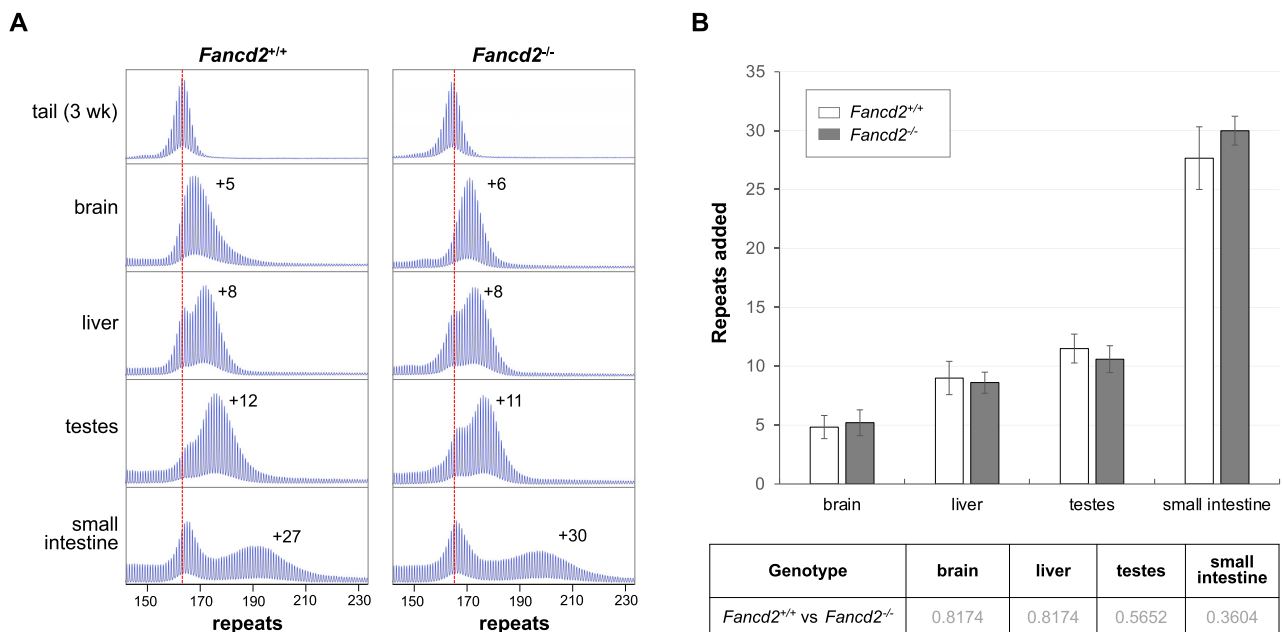 A
Fancd2+/+
Fancd2-/-
tail (3 wk)
brain
+5
+6
liver
+8
+8
testes
+12
+11
small
intestine
+27
+30
150 170 190 210 230
150 170 190 210 230
repeats
repeats
B
35
30
25
20
15
10
5
0
Repeats added
Fancd2+/+
Fancd2-/-
brain liver testes small intestine
Genotype brain liver testes small intestine
Fancd2+/+ vs Fancd2-/- 0.8174 0.8174 0.5652 0.3604